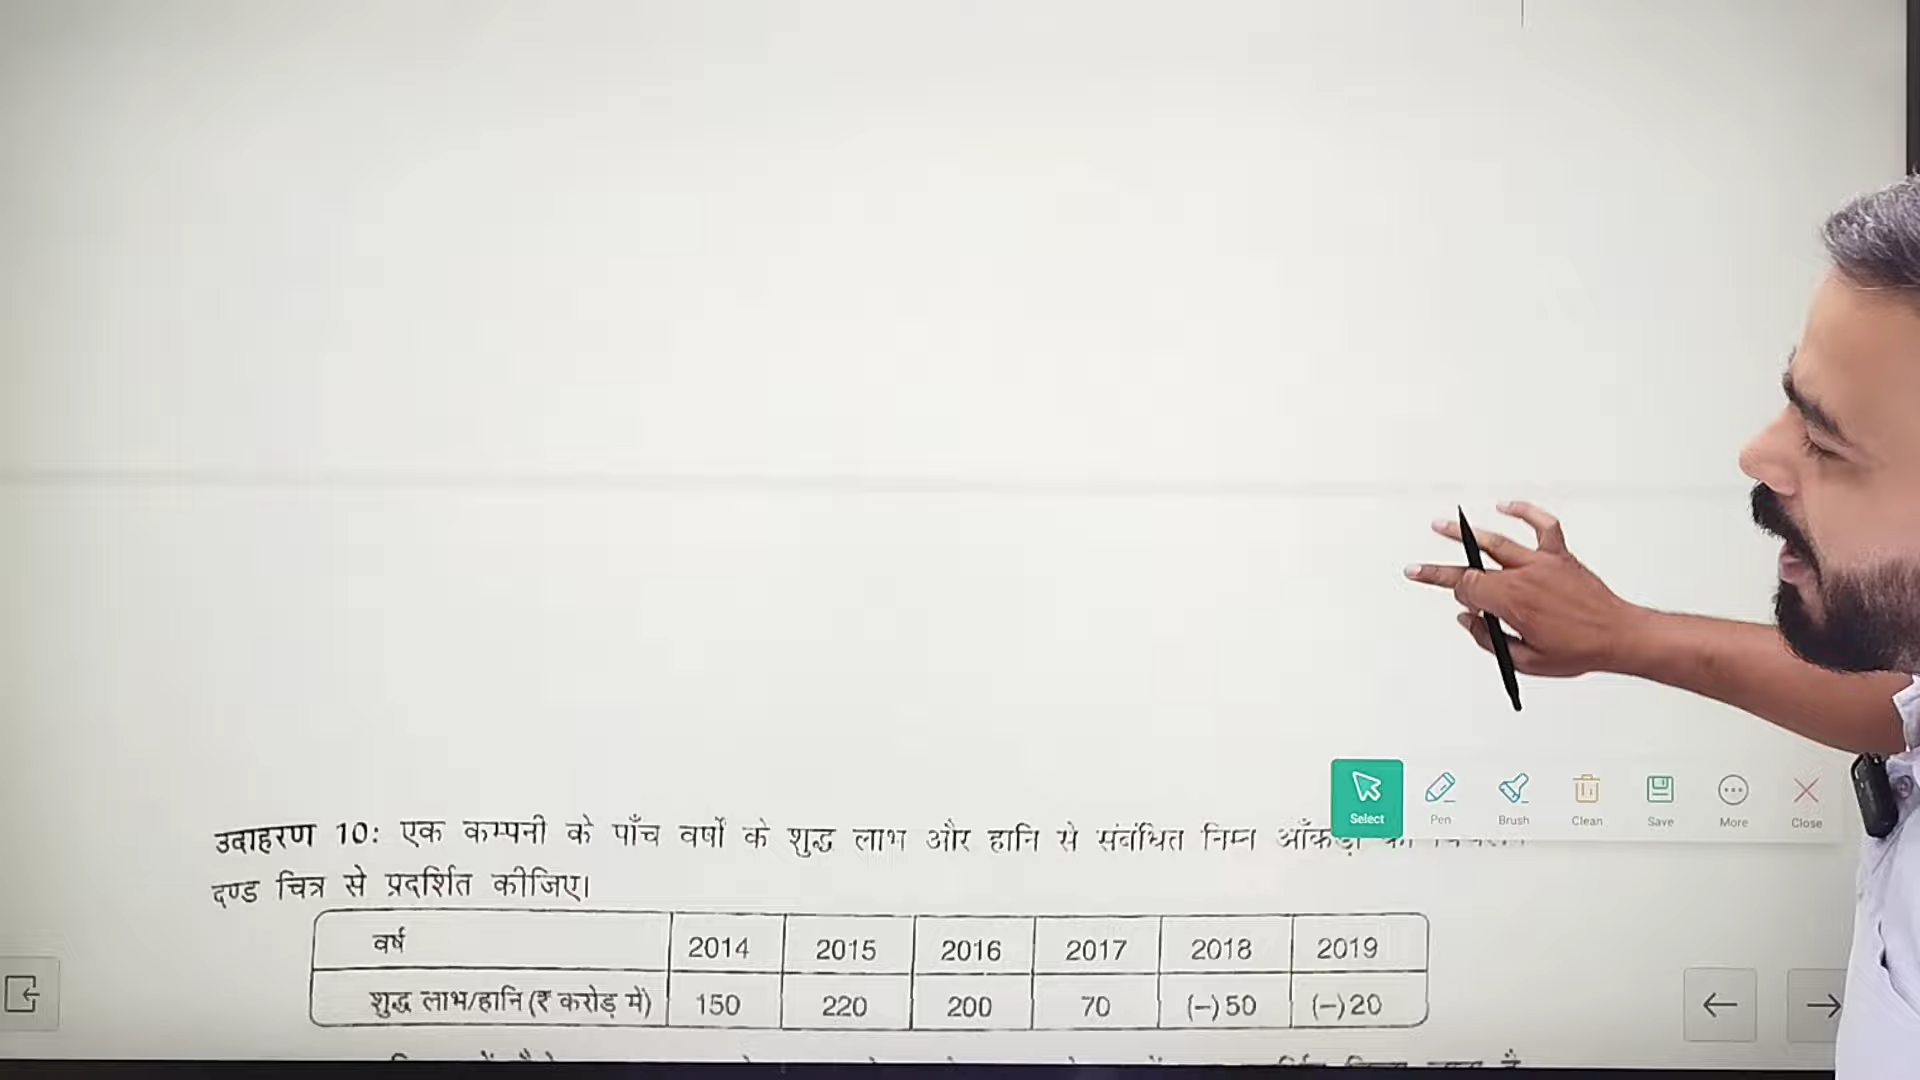 Select Pen Brush Clean Save More Close
उदाहरण 10: एक कम्पनी के पाँच वर्षों के शुद्ध लाभ और हानि से संबंधित निम्न
दण्ड चित्र से प्रदर्शित कीजिए।
वर्ष 2014 2015 2016 2017 2018 2019
शुद्ध लाभ/हानि (₹ करोड़ में) 150 220 200 70 (–)50 (–)20